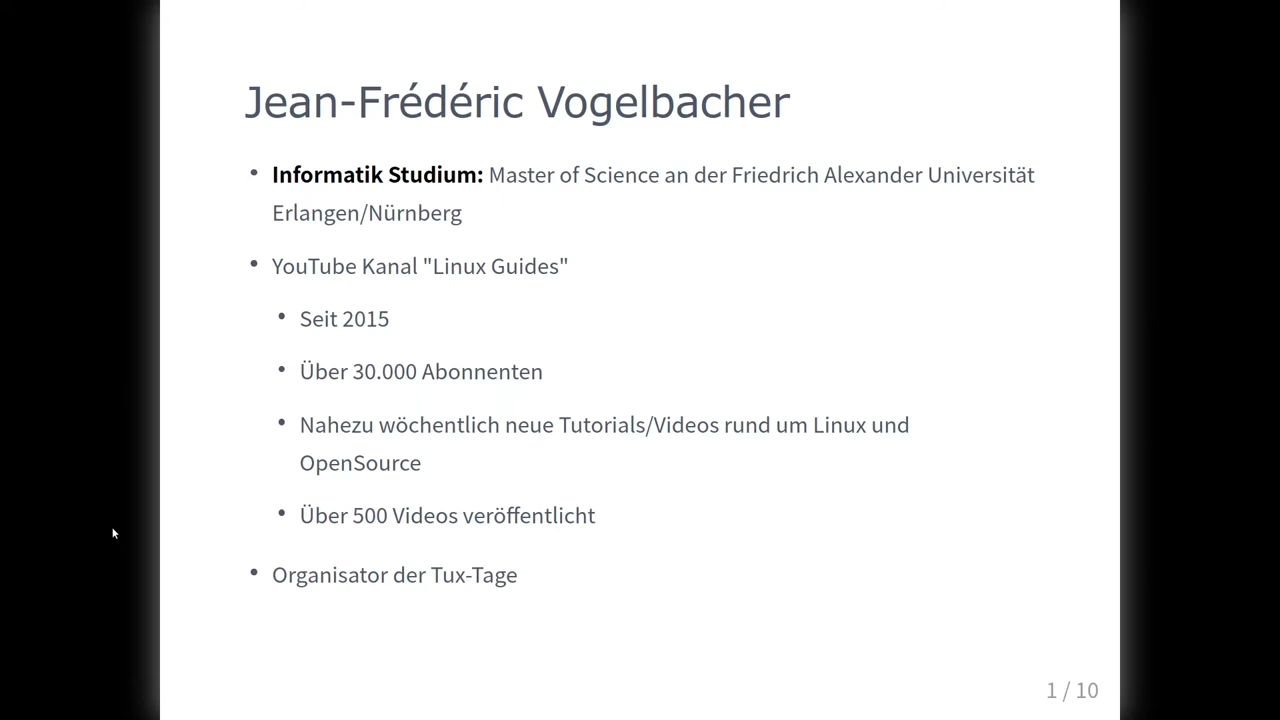 Jean-Frédéric Vogelbacher
• Informatik Studium: Master of Science an der Friedrich Alexander Universität
Erlangen/Nürnberg
• YouTube Kanal "Linux Guides"
• Seit 2015
• Über 30.000 Abonnenten
• Nahezu wöchentlich neue Tutorials/Videos rund um Linux und
OpenSource
• Über 500 Videos veröffentlicht
• Organisator der Tux-Tage
1 / 10